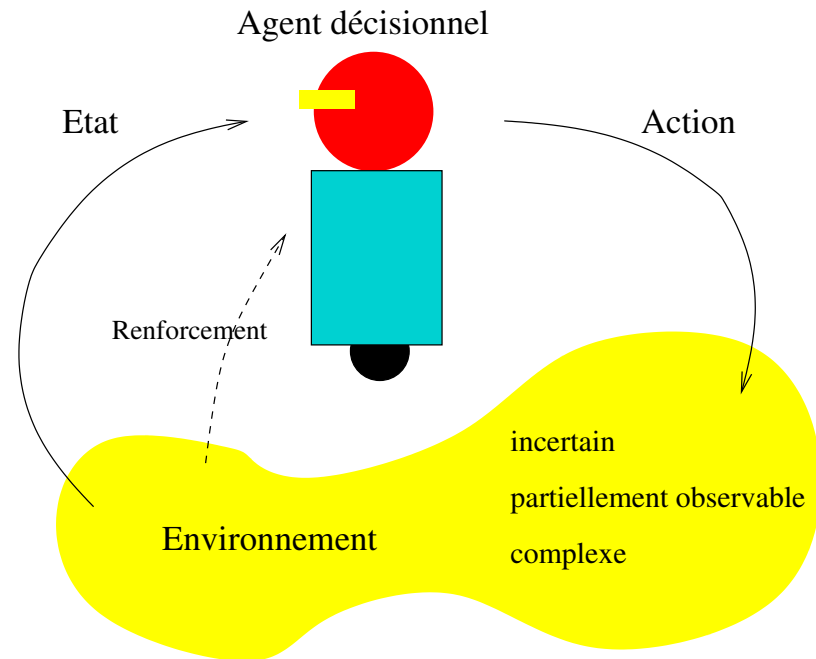 Agent décisionnel
Etat
Action
Renforcement
incertain
partiellement observable
Environnement
complexe